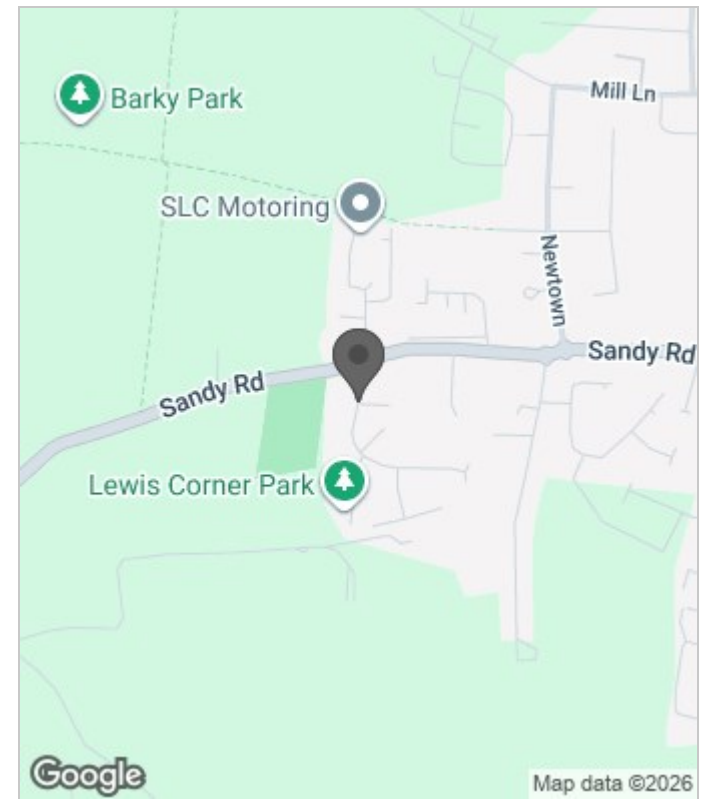 Barky Park
Mill Ln
SLC Motoring
Newtown
Sandy Rd
Sandy Rd
Lewis Corner Park
Google
Map data ©2026